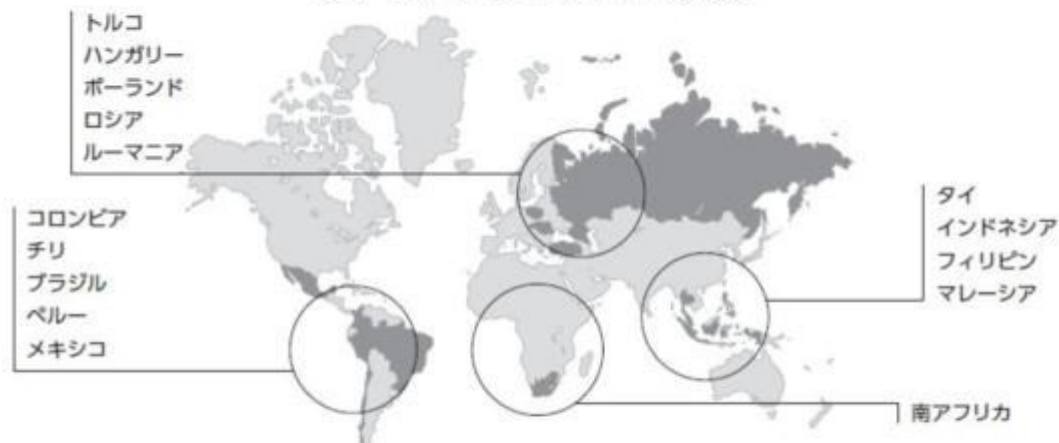 トルコ
ハンガリー
ポーランド
ロシア
ルーマニア
コロンビア
チリ
ブラジル
ペルー
メキシコ
タイ
インドネシア
フィリピン
マレーシア
南アフリカ